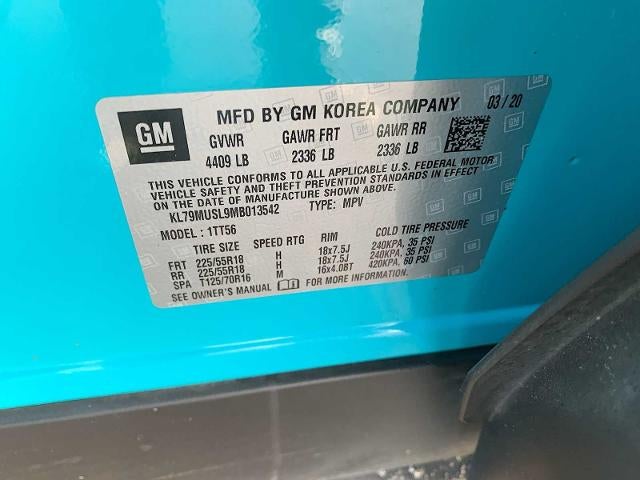 GM
MFD BY GM KOREA COMPANY 03/20
GVWR GAWR FRT GAWR RR
4409 LB 2336 LB 2336 LB
THIS VEHICLE CONFORMS TO ALL APPLICABLE U.S. FEDERAL MOTOR
VEHICLE SAFETY AND THEFT PREVENTION STANDARDS IN EFFECT
ON THE DATE OF MANUFACTURE SHOWN ABOVE.
KL79MUSL9MB013542 TYPE: MPV
MODEL: 1TT56
TIRE SIZE SPEED RTG RIM COLD TIRE PRESSURE
FRT 225/55R18 H 18x7.5J 240KPA, 35 PSI
RR 225/55R18 H 18x7.5J 240KPA, 35 PSI
SPA T125/70R16 M 16x4.0BT 420KPA, 60 PSI
SEE OWNER'S MANUAL FOR MORE INFORMATION.